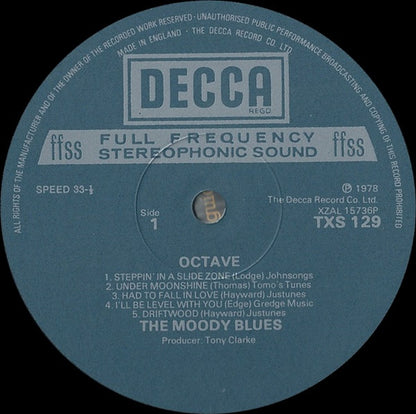 ALL RIGHTS OF THE MANUFACTURER AND OF THE OWNER OF THE RECORDED WORK RESERVED · UNAUTHORISED PUBLIC PERFORMANCE BROADCASTING AND COPYING OF THIS RECORD PROHIBITED
MADE IN ENGLAND · THE DECCA RECORD CO. LTD.
DECCA
REGD
ffss FULL FREQUENCY ffss
STEREOPHONIC SOUND
SPEED 33-⅓
℗ 1978
The Decca Record Co. Ltd.
Side
1
XZAL 15736P
TXS 129
OCTAVE
1. STEPPIN' IN A SLIDE ZONE (Lodge) Johnsongs
2. UNDER MOONSHINE (Thomas) Tomo's Tunes
3. HAD TO FALL IN LOVE (Hayward) Justunes
4. I'LL BE LEVEL WITH YOU (Edge) Gredge Music
5. DRIFTWOOD (Hayward) Justunes
THE MOODY BLUES
Producer: Tony Clarke